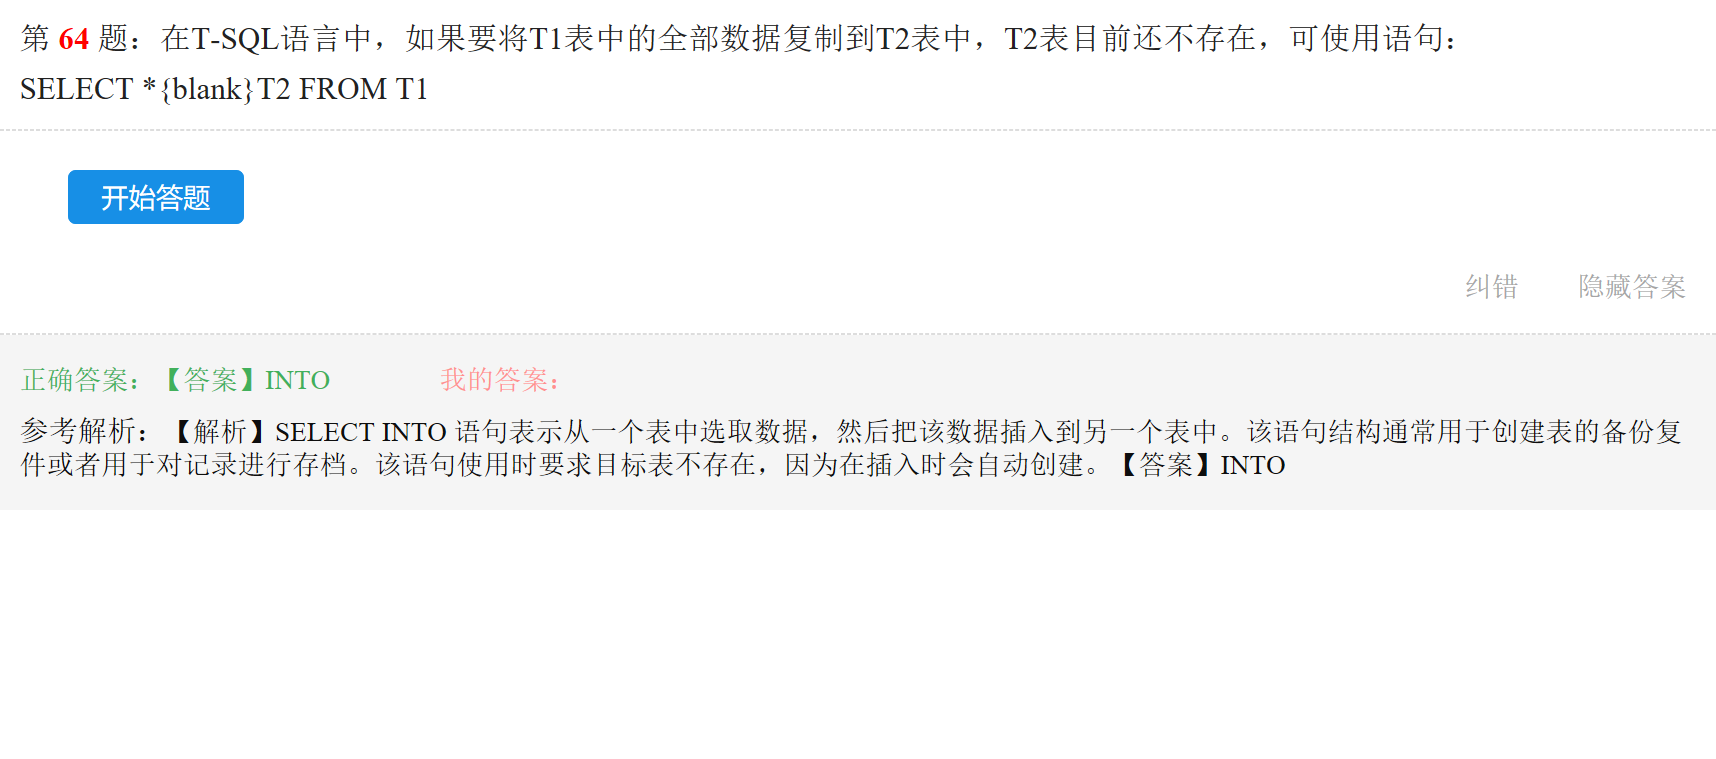 第 64 题：在T-SQL语言中，如果要将T1表中的全部数据复制到T2表中，T2表目前还不存在，可使用语句：
SELECT *{blank}T2 FROM T1
开始答题
纠错 隐藏答案
正确答案：【答案】INTO 我的答案：
参考解析：【解析】SELECT INTO 语句表示从一个表中选取数据，然后把该数据插入到另一个表中。该语句结构通常用于创建表的备份复
件或者用于对记录进行存档。该语句使用时要求目标表不存在，因为在插入时会自动创建。【答案】INTO